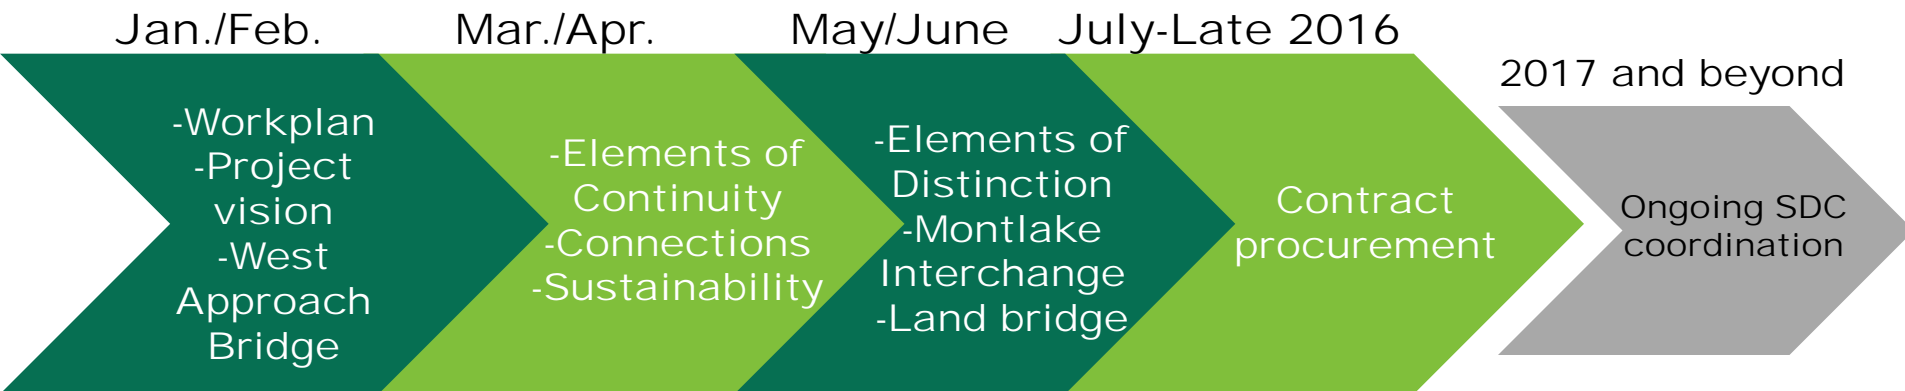 Jan./Feb.
Mar./Apr.
May/June
July-Late 2016
2017 and beyond
-Workplan
-Project
vision
-West
Approach
Bridge
-Elements of
Continuity
-Connections
-Sustainability
-Elements of
Distinction
-Montlake
Interchange
-Land bridge
Contract
procurement
Ongoing SDC
coordination